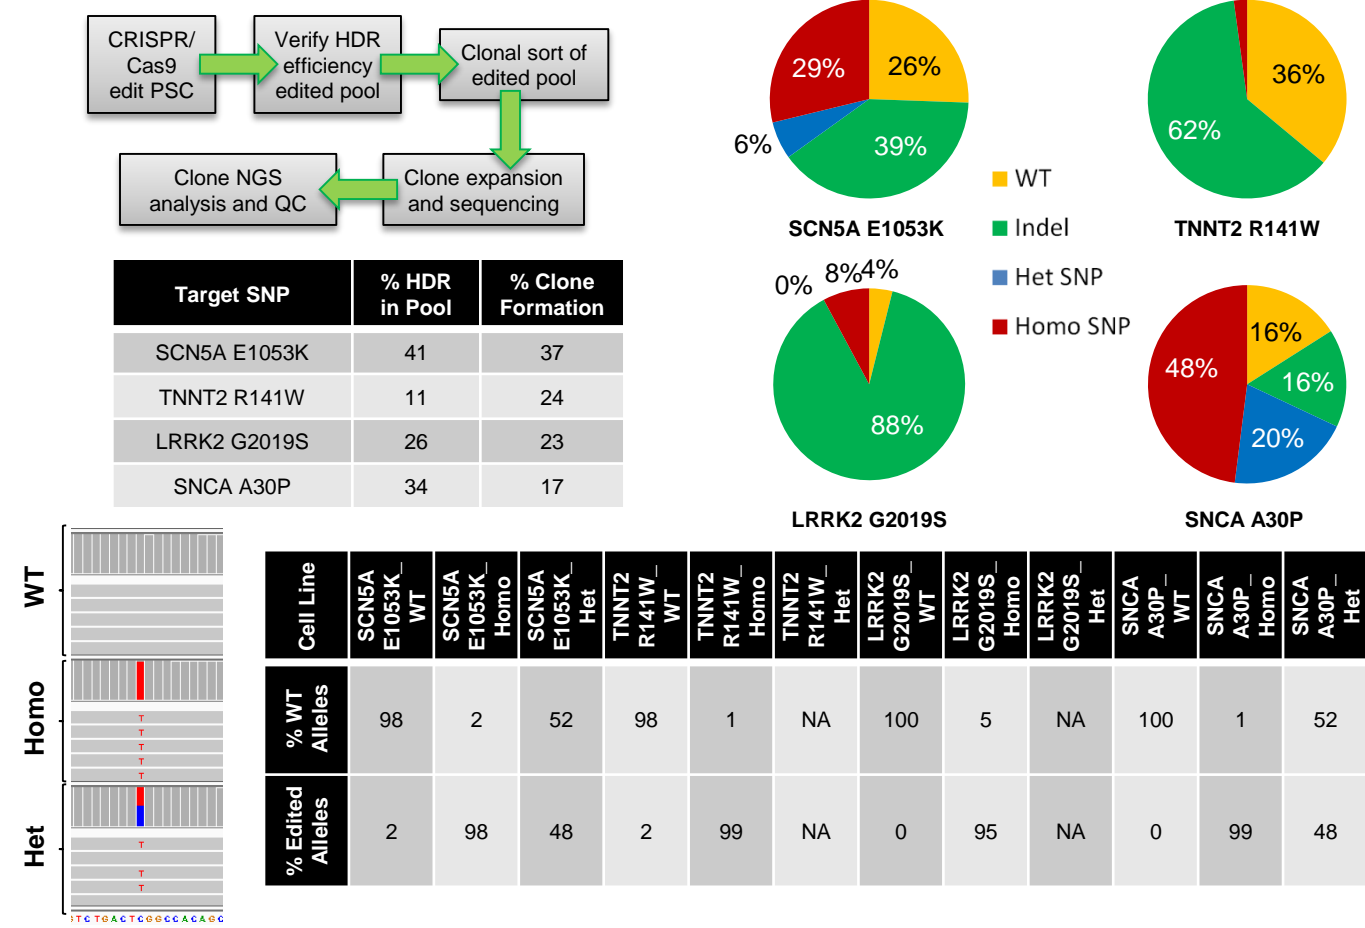 CRISPR/
Cas9
edit PSC
Verify HDR
efficiency
edited pool
Clonal sort of
edited pool
Clone NGS
analysis and QC
Clone expansion
and sequencing
29%
26%
6%
39%
SCN5A E1053K
36%
62%
TNNT2 R141W
WT
Indel
Het SNP
Homo SNP
0%
8%
4%
88%
LRRK2 G2019S
48%
16%
16%
20%
SNCA A30P
Target SNP % HDR in Pool % Clone Formation
SCN5A E1053K 41 37
TNNT2 R141W 11 24
LRRK2 G2019S 26 23
SNCA A30P 34 17
WT
Homo
T
T
T
T
T
Het
T
T
T
T C T G A C T C G G C C A C A G C
Cell Line SCN5A E1053K_ WT SCN5A E1053K_ Homo SCN5A E1053K_ Het TNNT2 R141W_ WT TNNT2 R141W_ Homo TNNT2 R141W_ Het LRRK2 G2019S_ WT LRRK2 G2019S_ Homo LRRK2 G2019S_ Het SNCA A30P_ WT SNCA A30P_ Homo SNCA A30P_ Het
% WT Alleles 98 2 52 98 1 NA 100 5 NA 100 1 52
% Edited Alleles 2 98 48 2 99 NA 0 95 NA 0 99 48